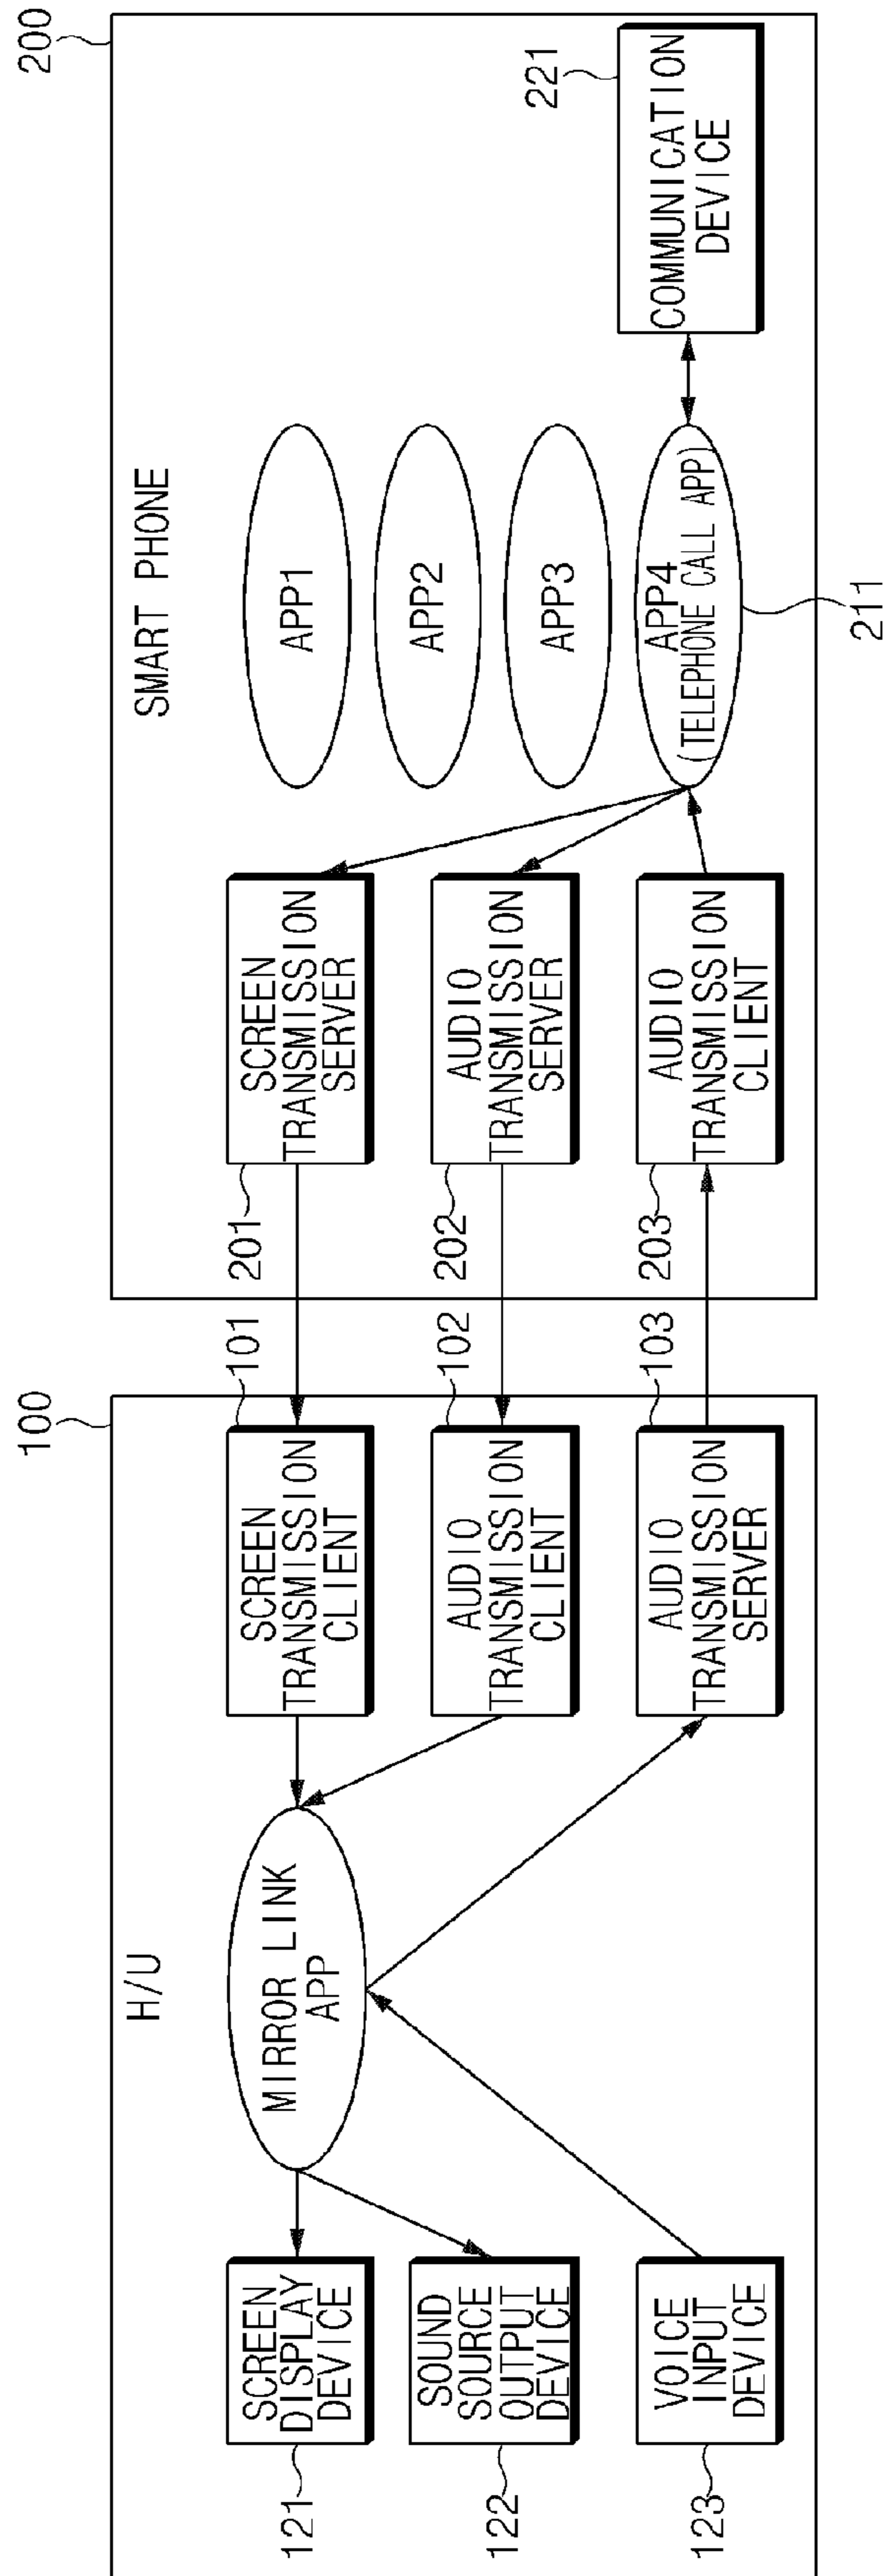 100
H/U
121
SCREEN
DISPLAY
DEVICE
122
SOUND
SOURCE
OUTPUT
DEVICE
123
VOICE
INPUT
DEVICE
MIRROR LINK
APP
101
SCREEN
TRANSMISSION
CLIENT
102
AUDIO
TRANSMISSION
CLIENT
103
AUDIO
TRANSMISSION
SERVER
200
SMART PHONE
201
SCREEN
TRANSMISSION
SERVER
202
AUDIO
TRANSMISSION
SERVER
203
AUDIO
TRANSMISSION
CLIENT
APP1
APP2
APP3
APP4
(TELEPHONE CALL APP)
211
221
COMMUNICATION
DEVICE